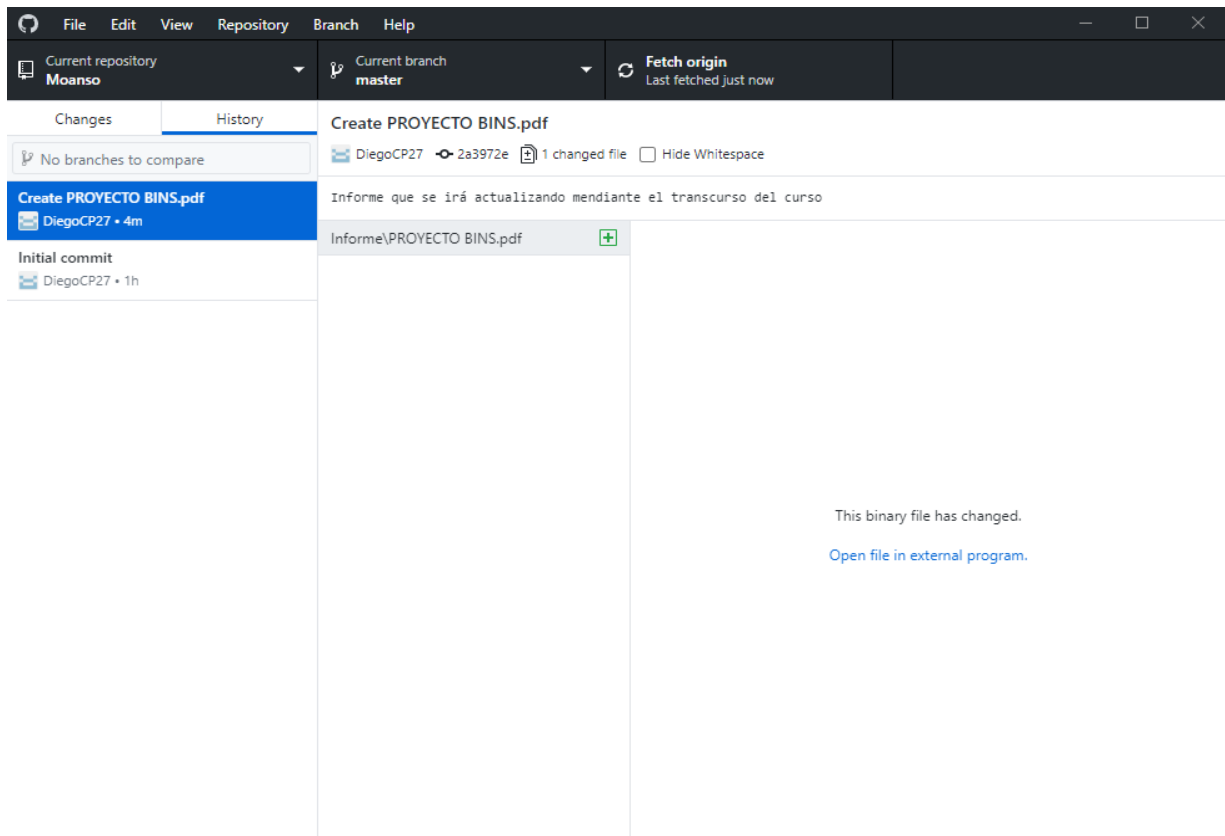 File Edit View Repository Branch Help
Current repository
Moanso
Current branch
master
Fetch origin
Last fetched just now
Changes History
No branches to compare
Create PROYECTO BINS.pdf
DiegoCP27 • 4m
Initial commit
DiegoCP27 • 1h
Create PROYECTO BINS.pdf
DiegoCP27 2a3972e 1 changed file Hide Whitespace
Informe que se irá actualizando mendiante el transcurso del curso
Informe\PROYECTO BINS.pdf
This binary file has changed.
Open file in external program.